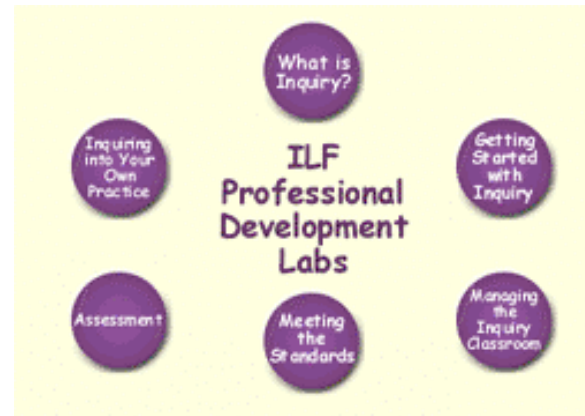 What is
Inquiry?
Inquiring
into Your
Own
Practice
Getting
Started
with
Inquiry
ILF
Professional
Development
Labs
Assessment
Meeting
the
Standards
Managing
the
Inquiry
Classroom